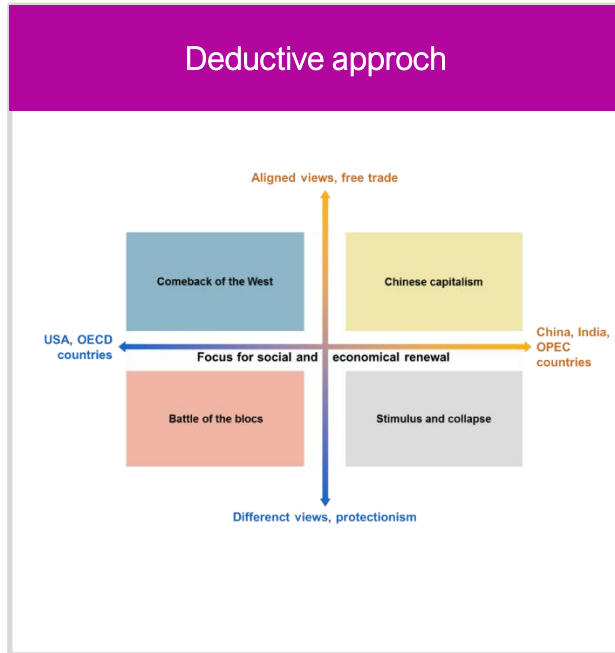 Deductive approch
Aligned views, free trade
Comeback of the West
Chinese capitalism
USA, OECD
countries
Focus for social and economical renewal
China, India,
OPEC
countries
Battle of the blocs
Stimulus and collapse
Differenct views, protectionism